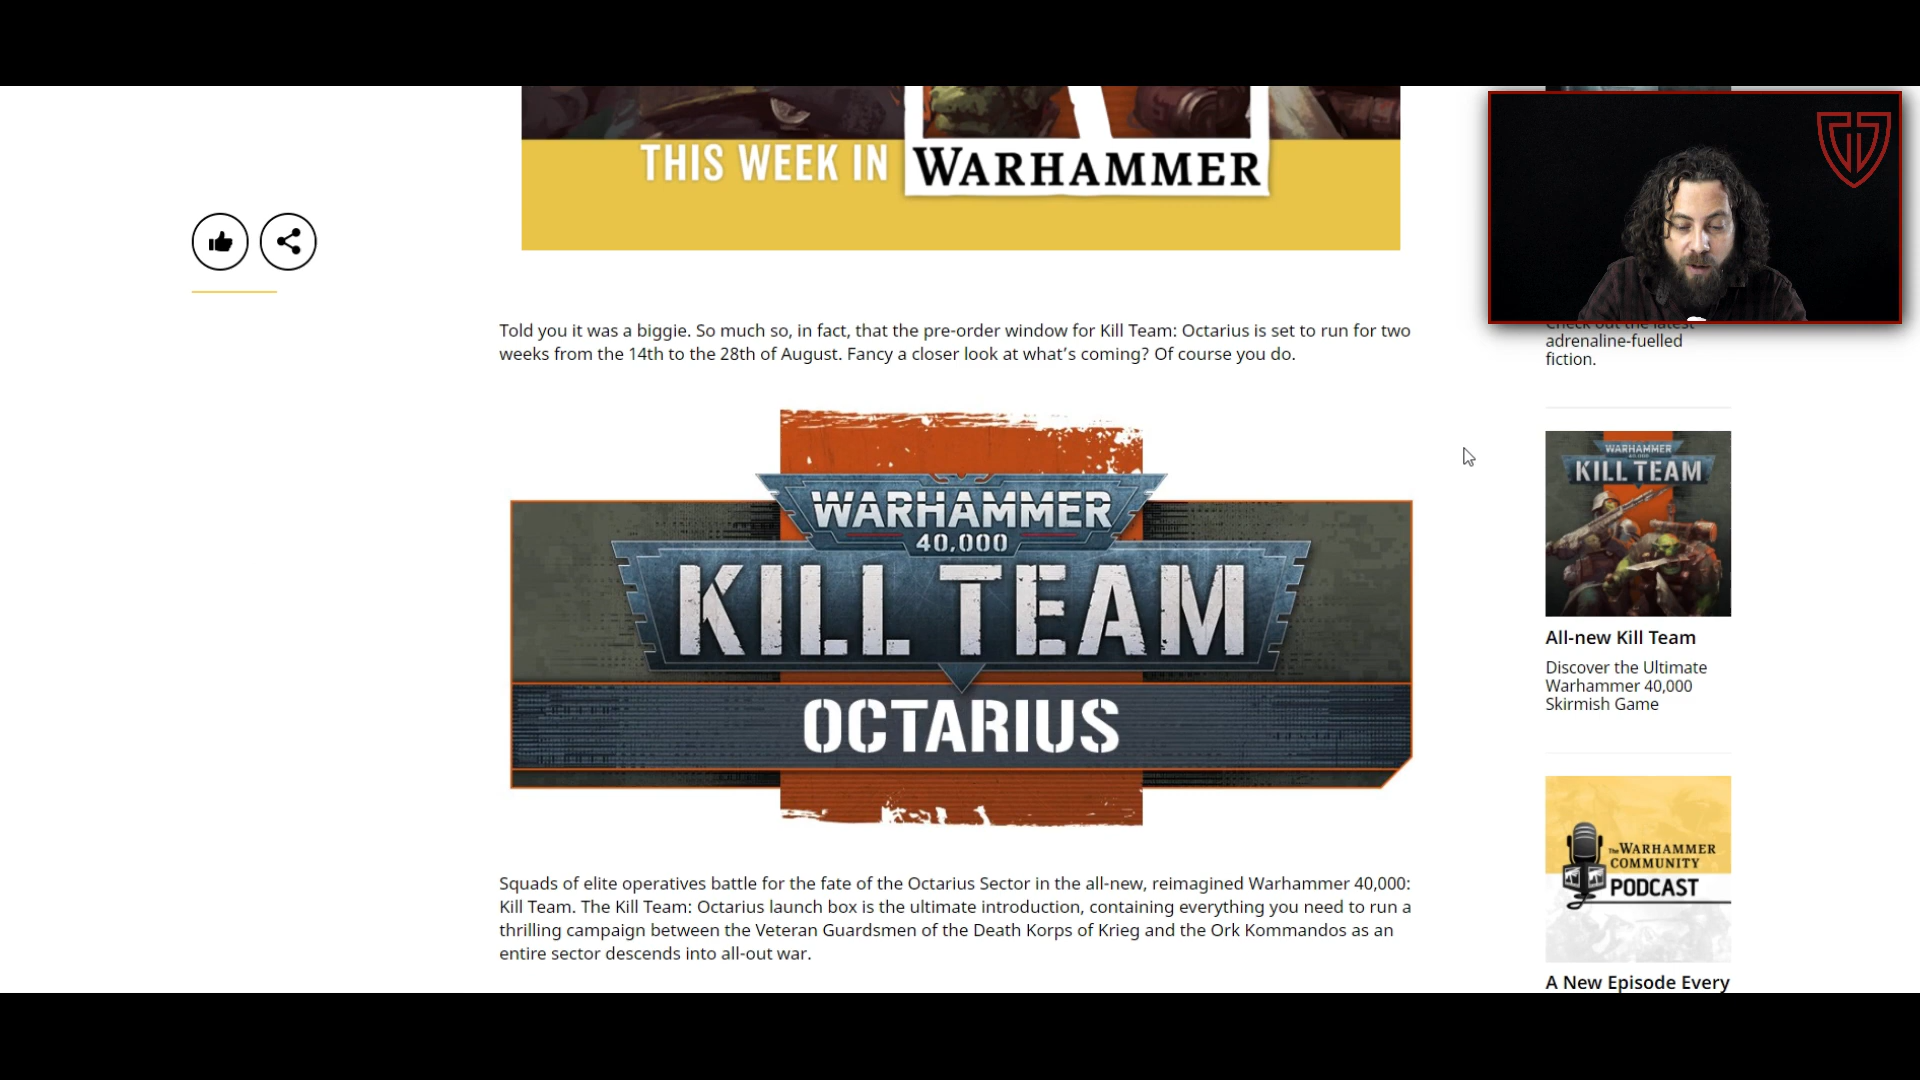 THIS WEEK IN WARHAMMER
Told you it was a biggie. So much so, in fact, that the pre-order window for Kill Team: Octarius is set to run for two
weeks from the 14th to the 28th of August. Fancy a closer look at what's coming? Of course you do.
WARHAMMER
40,000
KILL TEAM
OCTARIUS
Squads of elite operatives battle for the fate of the Octarius Sector in the all-new, reimagined Warhammer 40,000:
Kill Team. The Kill Team: Octarius launch box is the ultimate introduction, containing everything you need to run a
thrilling campaign between the Veteran Guardsmen of the Death Korps of Krieg and the Ork Kommandos as an
entire sector descends into all-out war.
Check out the latest
adrenaline-fuelled
fiction.
WARHAMMER
KILL TEAM
All-new Kill Team
Discover the Ultimate
Warhammer 40,000
Skirmish Game
The WARHAMMER
COMMUNITY
PODCAST
A New Episode Every